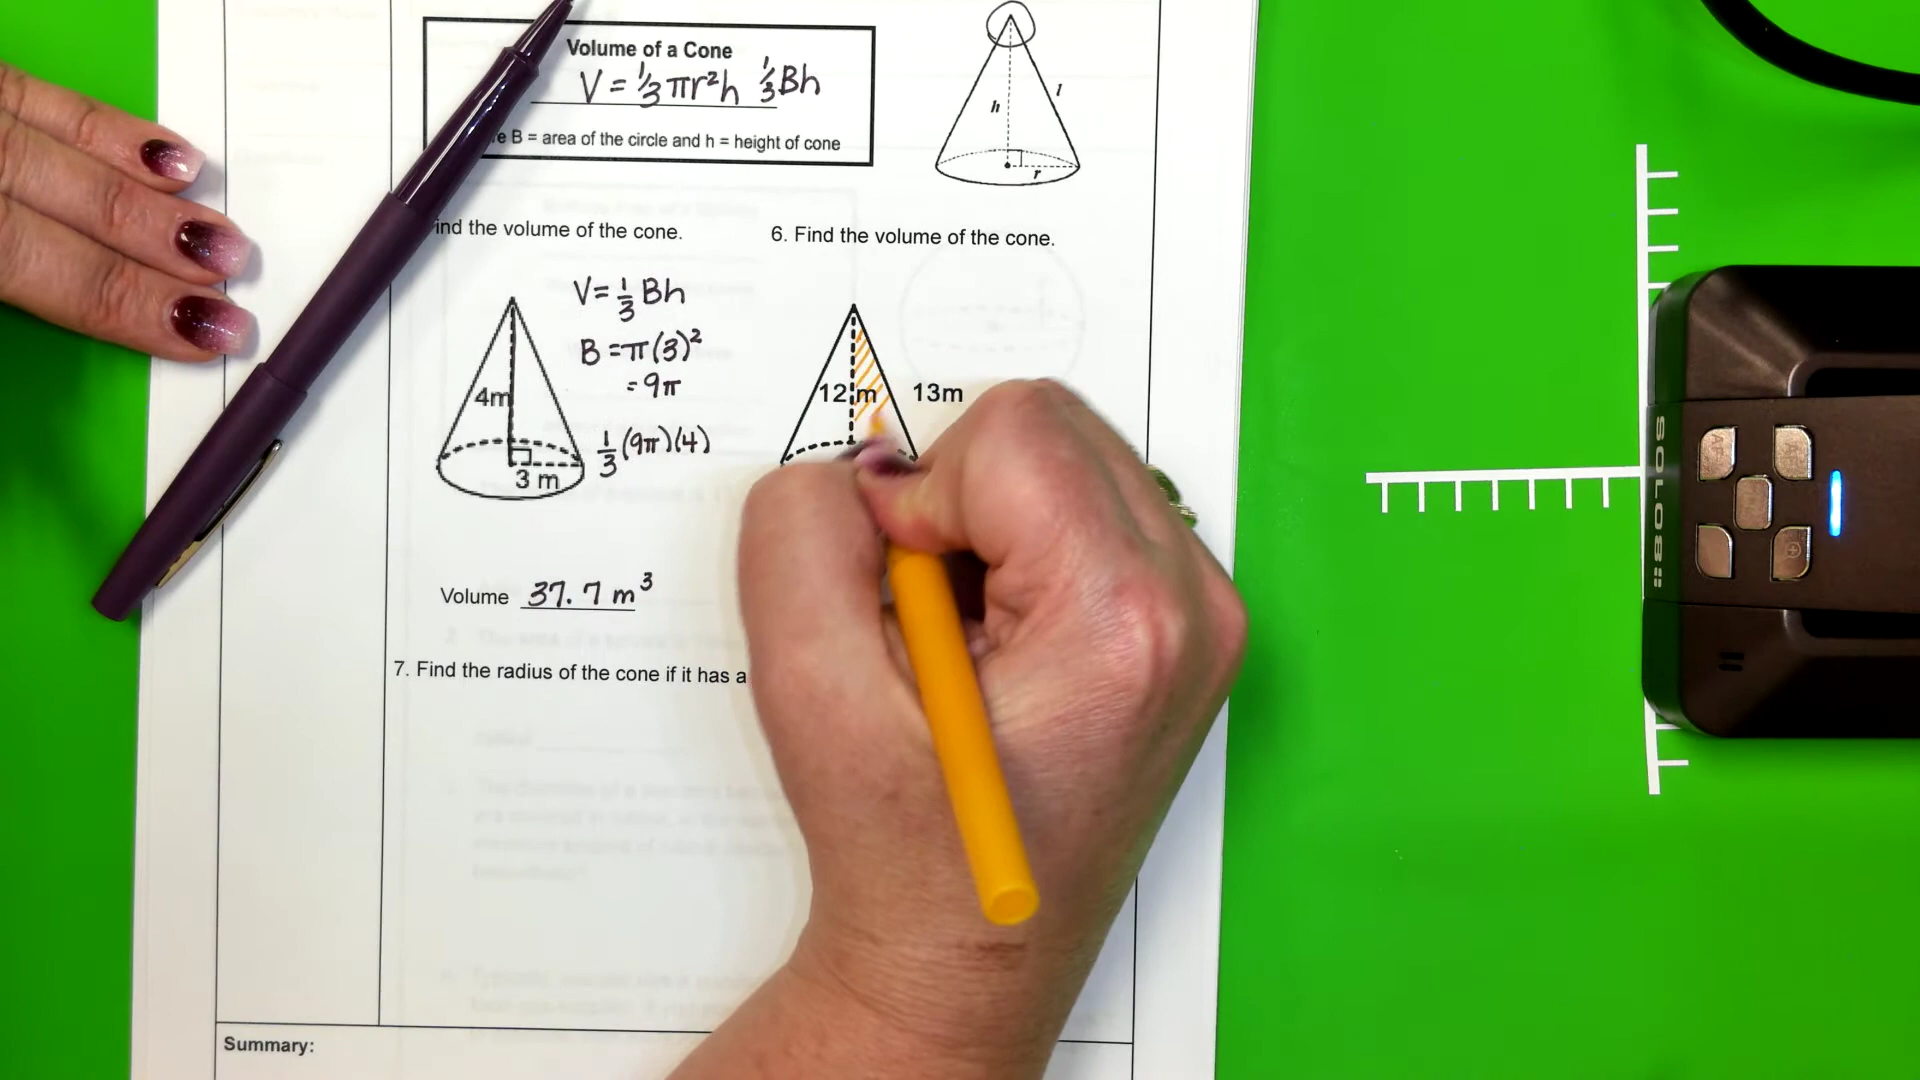 Volume of a Cone
V = 1/3 πr²h 1/3 Bh
e B = area of the circle and h = height of cone
h
l
r
ind the volume of the cone.
6. Find the volume of the cone.
V = 1/3 Bh
B = π(3)²
= 9π
1/3 (9π)(4)
4m
3 m
12 m
13m
Volume 37.7 m³
7. Find the radius of the cone if it has a
Summary:
SOLO8